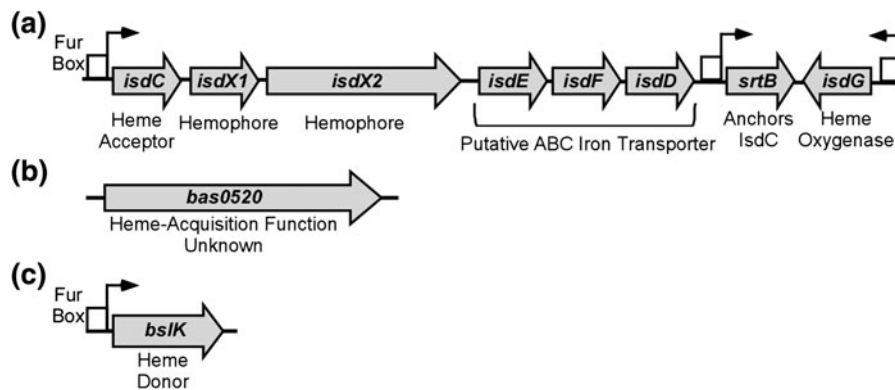 (a)
Fur
Box
isdC isdX1 isdX2 isdE isdF isdD srtB isdG
Heme
Acceptor
Hemophore
Hemophore
Putative ABC Iron Transporter
Anchors
IsdC
Heme
Oxygenase
(b)
bas0520
Heme-Acquisition Function
Unknown
(c)
Fur
Box
bslK
Heme
Donor